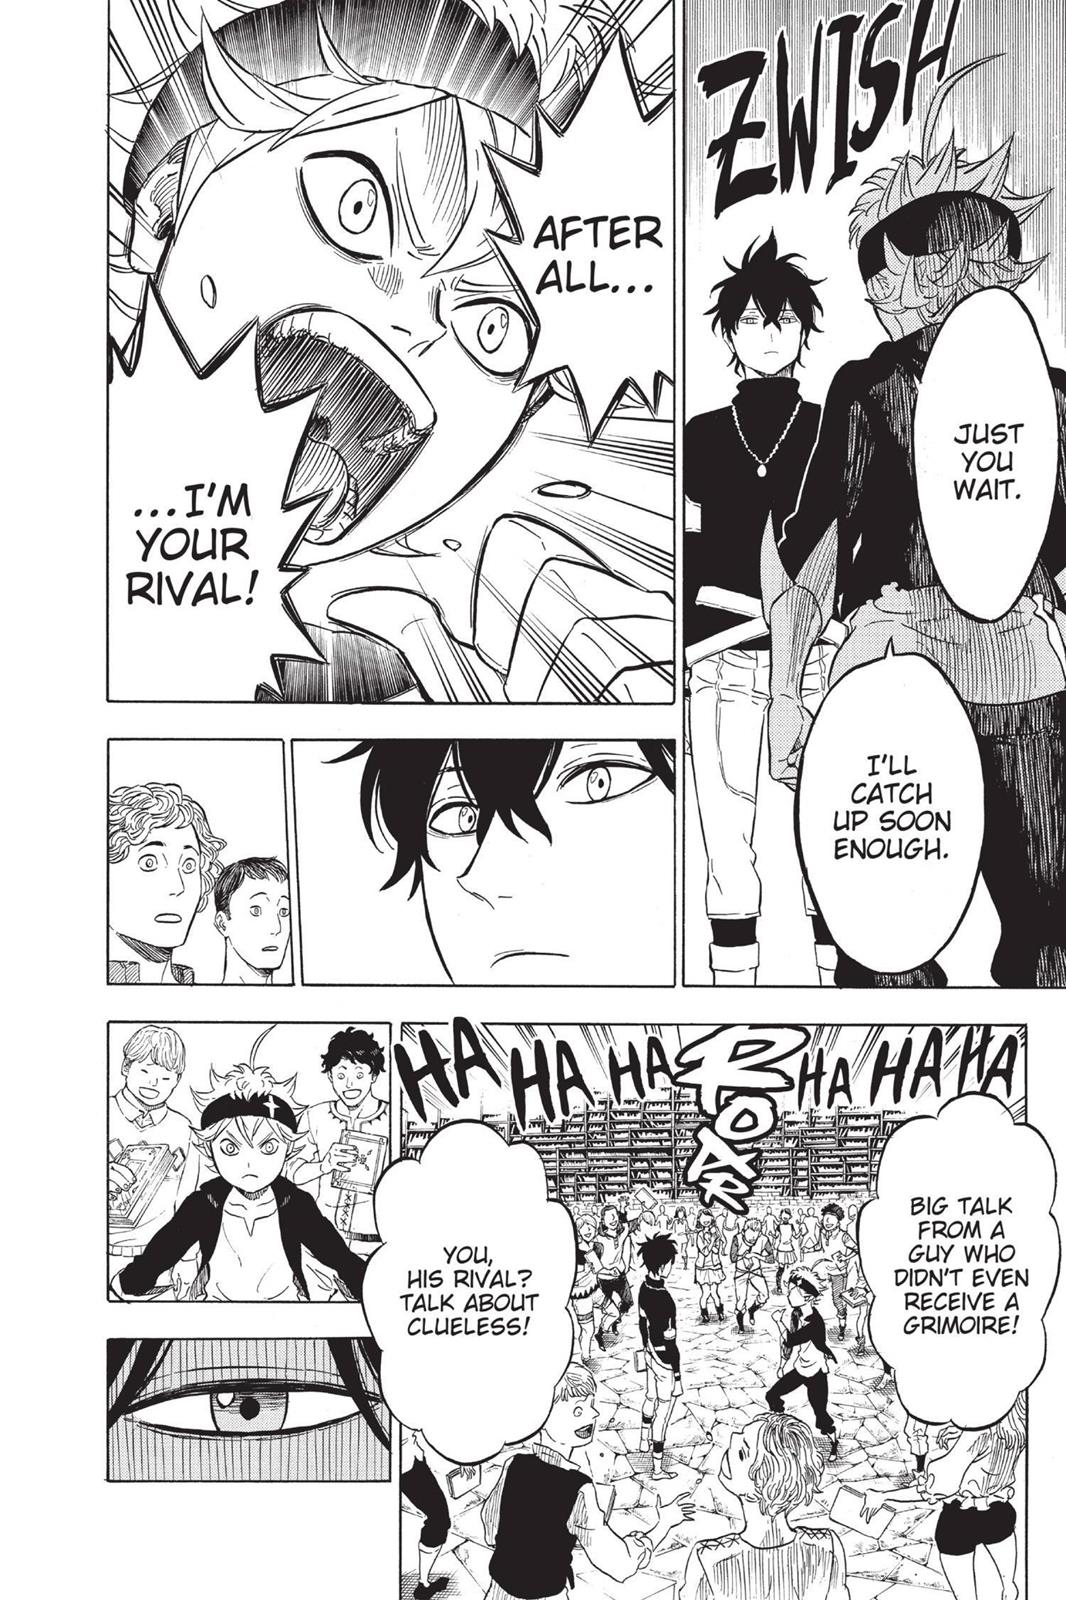 ZWISH
JUST
YOU
WAIT.
I'LL
CATCH
UP SOON
ENOUGH.
AFTER
ALL...
...I'M
YOUR
RIVAL!
HA HA HA ROAR HA HA HA
BIG TALK
FROM A
GUY WHO
DIDN'T EVEN
RECEIVE A
GRIMOIRE!
YOU,
HIS RIVAL?
TALK ABOUT
CLUELESS!